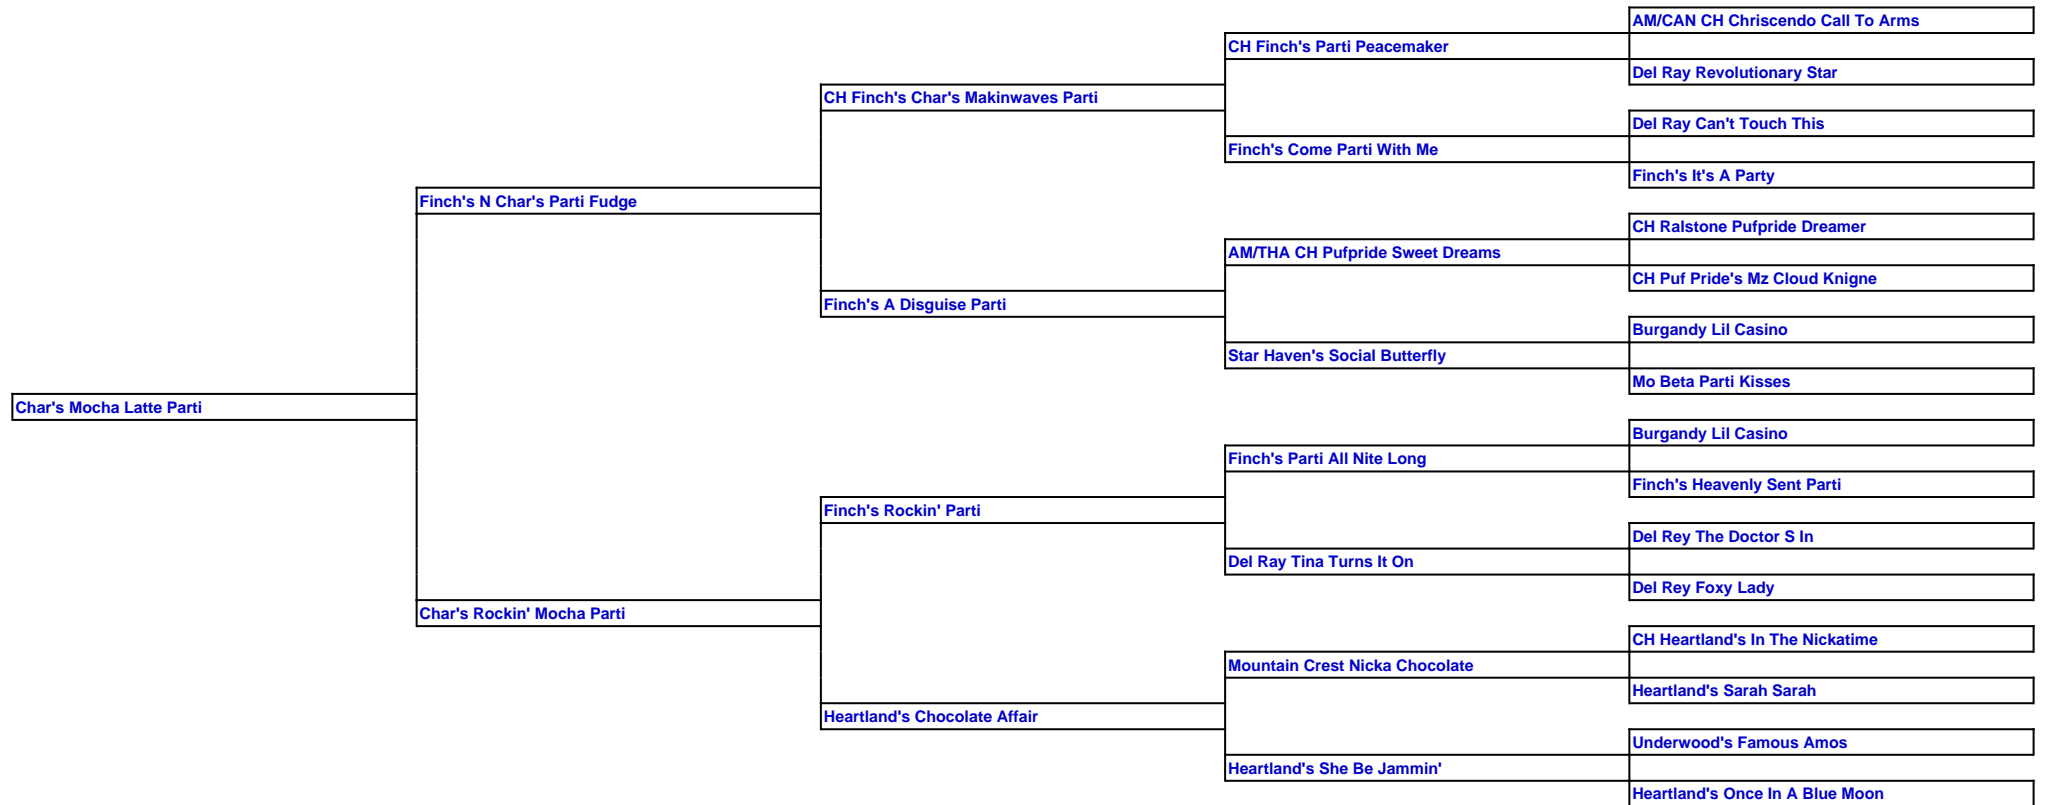 AM/CAN CH Chriscendo Call To Arms
CH Finch's Parti Peacemaker
Del Ray Revolutionary Star
CH Finch's Char's Makinwaves Parti
Del Ray Can't Touch This
Finch's Come Parti With Me
Finch's It's A Party
Finch's N Char's Parti Fudge
CH Ralstone Pufpride Dreamer
AM/THA CH Pufpride Sweet Dreams
CH Puf Pride's Mz Cloud Knigne
Finch's A Disguise Parti
Burgandy Lil Casino
Star Haven's Social Butterfly
Mo Beta Parti Kisses
Char's Mocha Latte Parti
Burgandy Lil Casino
Finch's Parti All Nite Long
Finch's Heavenly Sent Parti
Finch's Rockin' Parti
Del Rey The Doctor S In
Del Ray Tina Turns It On
Del Rey Foxy Lady
Char's Rockin' Mocha Parti
CH Heartland's In The Nickatime
Mountain Crest Nicka Chocolate
Heartland's Sarah Sarah
Heartland's Chocolate Affair
Underwood's Famous Amos
Heartland's She Be Jammin'
Heartland's Once In A Blue Moon